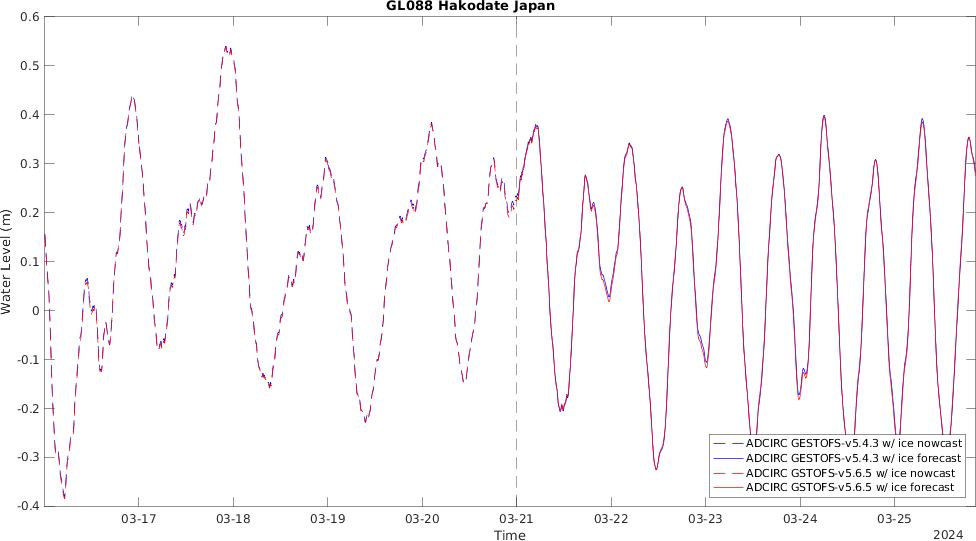 GL088 Hakodate Japan
0.6
0.5
0.4
0.3
0.2
0.1
0
-0.1
-0.2
-0.3
-0.4
Water Level (m)
ADCIRC GESTOFS-v5.4.3 w/ ice nowcast
ADCIRC GESTOFS-v5.4.3 w/ ice forecast
ADCIRC GSTOFS-v5.6.5 w/ ice nowcast
ADCIRC GSTOFS-v5.6.5 w/ ice forecast
03-17 03-18 03-19 03-20 03-21 03-22 03-23 03-24 03-25
Time
2024